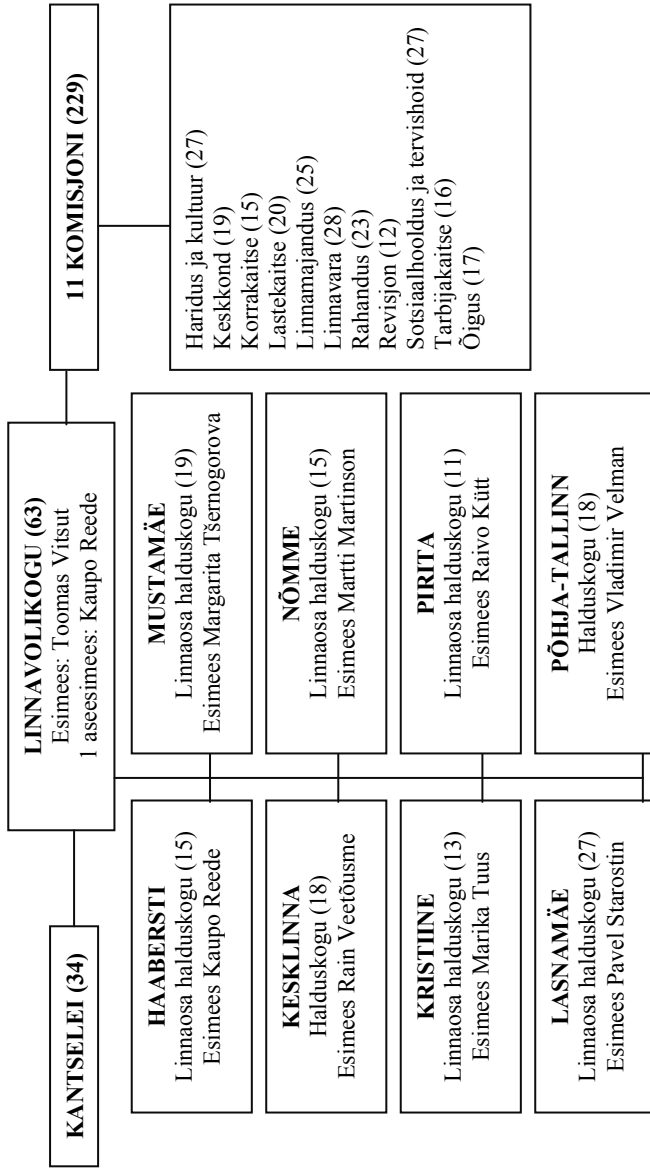 KANTSELEI (34)
LINNAVOLIKOGU (63)
Esimees: Toomas Vitsut
1 aseesimees: Kaupo Reede
11 KOMISJONI (229)
HAABERSTI
Linnaosa halduskogu (15)
Esimees Kaupo Reede
MUSTAMÄE
Linnaosa halduskogu (19)
Esimees Margarita Tšernogorova
KESKLINNA
Halduskogu (18)
Esimees Rain Veetõusme
NÕMME
Linnaosa halduskogu (15)
Esimees Martti Martinson
KRISTIINE
Linnaosa halduskogu (13)
Esimees Marika Tuus
PIRITA
Linnaosa halduskogu (11)
Esimees Raivo Kütt
LASNAMÄE
Linnaosa halduskogu (27)
Esimees Pavel Starostin
PÕHJA-TALLINN
Halduskogu (18)
Esimees Vladimir Velman
Haridus ja kultuur (27)
Keskkond (19)
Korrakaitse (15)
Lastekaitse (20)
Linnamajandus (25)
Linnavara (28)
Rahandus (23)
Revisjon (12)
Sotsiaalhooldus ja tervishoid (27)
Tarbijakaitse (16)
Õigus (17)